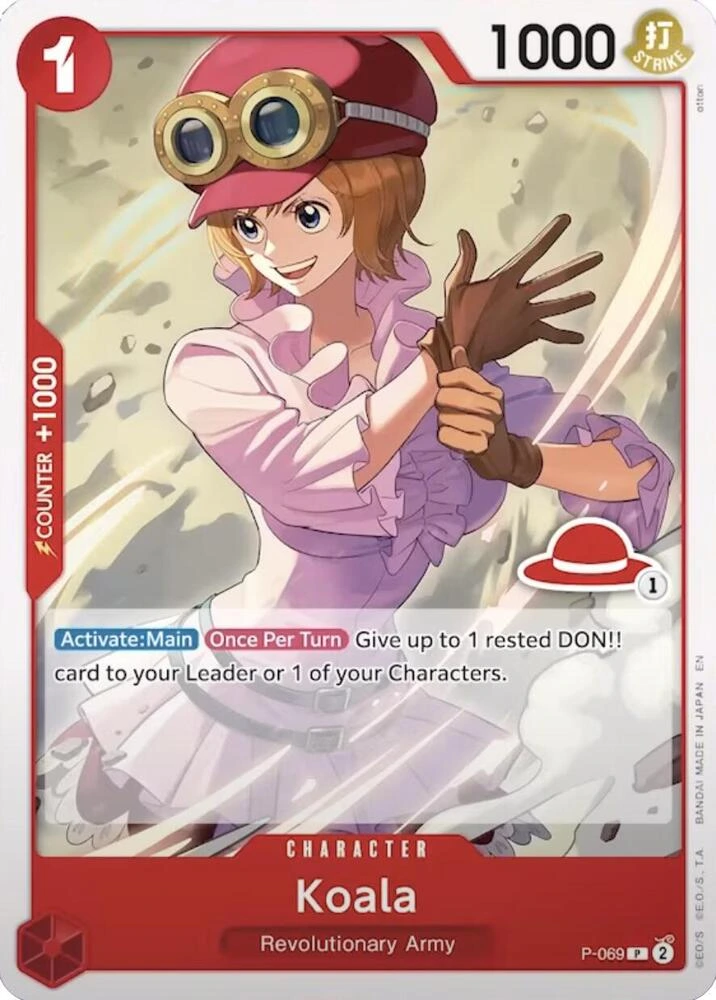 1
1000
打
STRIKE
otton
COUNTER +1000
1
Activate:Main Once Per Turn Give up to 1 rested DON!!
card to your Leader or 1 of your Characters.
CHARACTER
Koala
Revolutionary Army
P-069 P 2
©E.O./S ©E.O./S., T.A. BANDAI MADE IN JAPAN EN